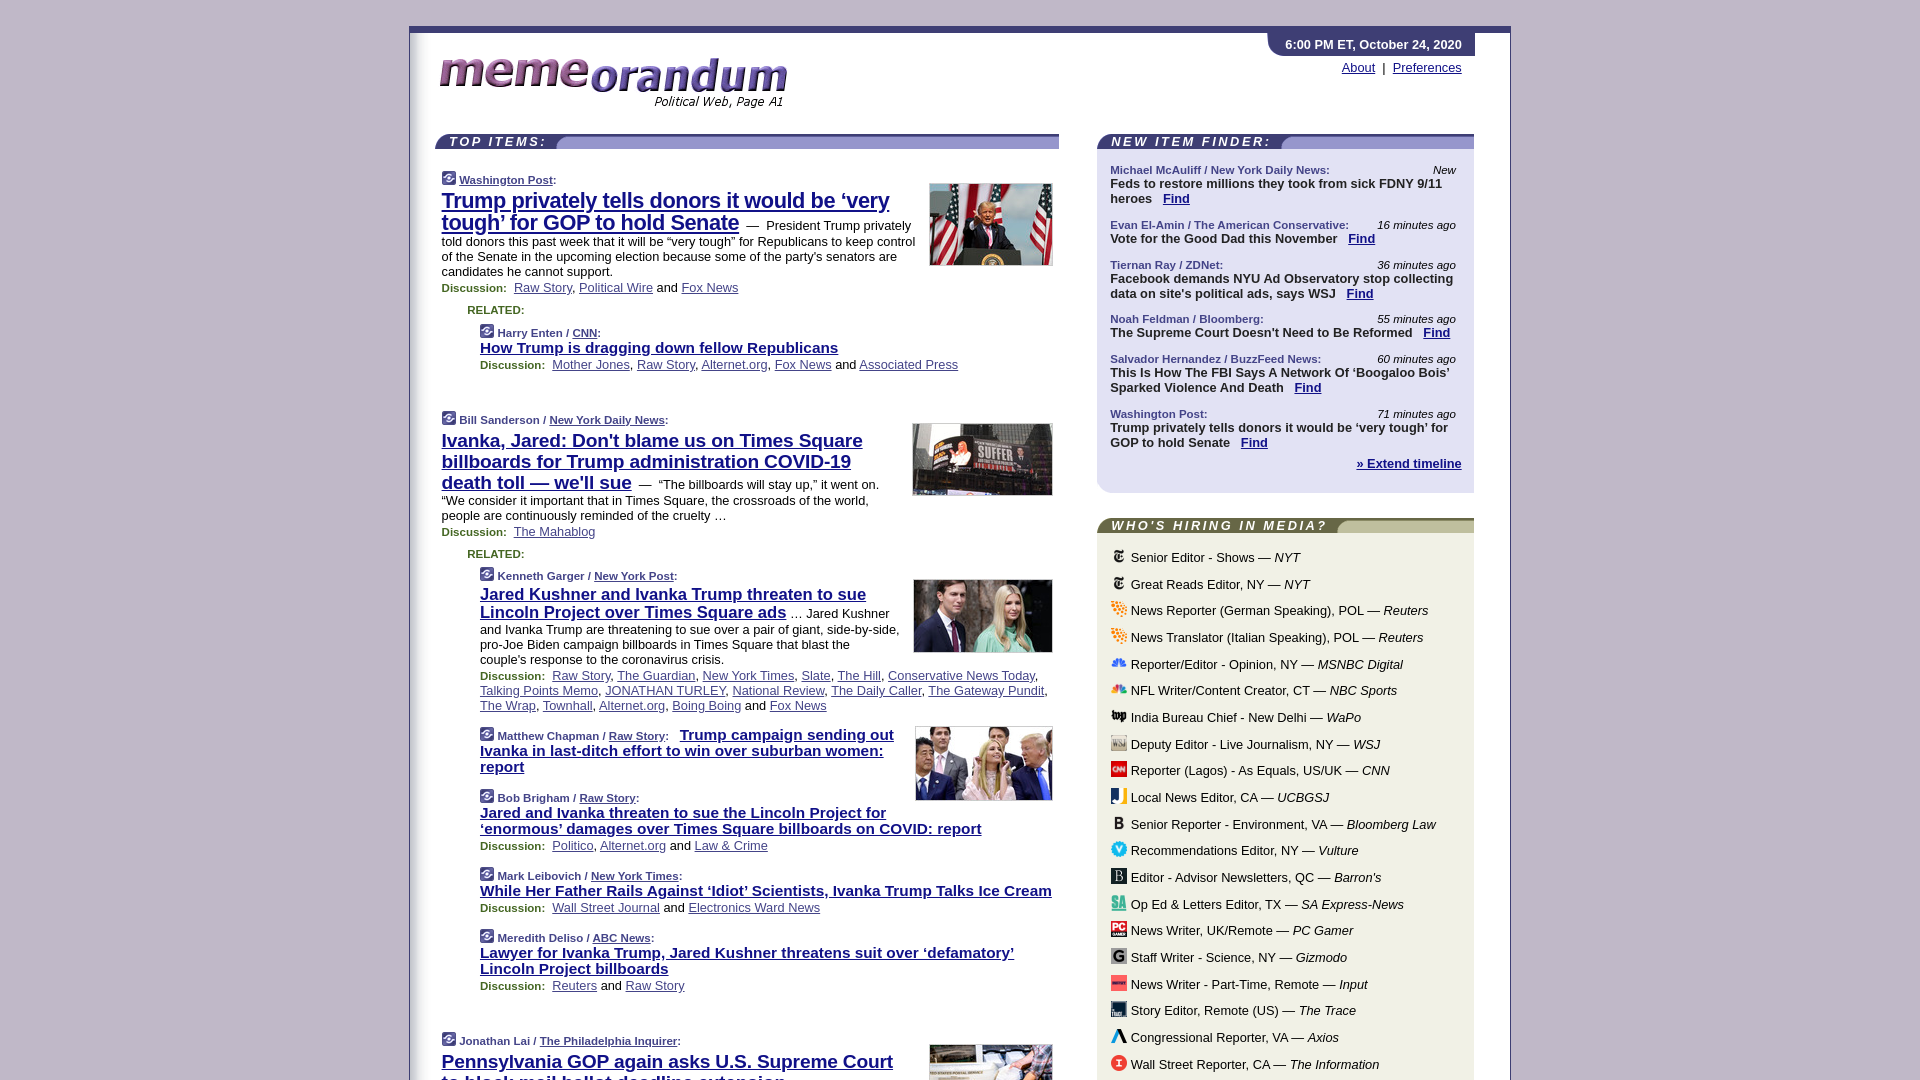 6:00 PM ET, October 24, 2020
memeorandum
Political Web, Page A1
About | Preferences
TOP ITEMS:
Washington Post:
Trump privately tells donors it would be ‘very
tough’ for GOP to hold Senate — President Trump privately
told donors this past week that it will be “very tough” for Republicans to keep control
of the Senate in the upcoming election because some of the party's senators are
candidates he cannot support.
Discussion: Raw Story, Political Wire and Fox News
RELATED:
Harry Enten / CNN:
How Trump is dragging down fellow Republicans
Discussion: Mother Jones, Raw Story, Alternet.org, Fox News and Associated Press
Bill Sanderson / New York Daily News:
Ivanka, Jared: Don't blame us on Times Square
billboards for Trump administration COVID-19
death toll — we'll sue — “The billboards will stay up,” it went on.
“We consider it important that in Times Square, the crossroads of the world,
people are continuously reminded of the cruelty …
Discussion: The Mahablog
SUFFER
RELATED:
Kenneth Garger / New York Post:
Jared Kushner and Ivanka Trump threaten to sue
Lincoln Project over Times Square ads … Jared Kushner
and Ivanka Trump are threatening to sue over a pair of giant, side-by-side,
pro-Joe Biden campaign billboards in Times Square that blast the
couple's response to the coronavirus crisis.
Discussion: Raw Story, The Guardian, New York Times, Slate, The Hill, Conservative News Today,
Talking Points Memo, JONATHAN TURLEY, National Review, The Daily Caller, The Gateway Pundit,
The Wrap, Townhall, Alternet.org, Boing Boing and Fox News
Matthew Chapman / Raw Story: Trump campaign sending out
Ivanka in last-ditch effort to win over suburban women:
report
Bob Brigham / Raw Story:
Jared and Ivanka threaten to sue the Lincoln Project for
‘enormous’ damages over Times Square billboards on COVID: report
Discussion: Politico, Alternet.org and Law & Crime
Mark Leibovich / New York Times:
While Her Father Rails Against ‘Idiot’ Scientists, Ivanka Trump Talks Ice Cream
Discussion: Wall Street Journal and Electronics Ward News
Meredith Deliso / ABC News:
Lawyer for Ivanka Trump, Jared Kushner threatens suit over ‘defamatory’
Lincoln Project billboards
Discussion: Reuters and Raw Story
Jonathan Lai / The Philadelphia Inquirer:
Pennsylvania GOP again asks U.S. Supreme Court
to block mail ballot deadline extension
NEW ITEM FINDER:
Michael McAuliff / New York Daily News: New
Feds to restore millions they took from sick FDNY 9/11
heroes Find
Evan El-Amin / The American Conservative: 16 minutes ago
Vote for the Good Dad this November Find
Tiernan Ray / ZDNet: 36 minutes ago
Facebook demands NYU Ad Observatory stop collecting
data on site's political ads, says WSJ Find
Noah Feldman / Bloomberg: 55 minutes ago
The Supreme Court Doesn't Need to Be Reformed Find
Salvador Hernandez / BuzzFeed News: 60 minutes ago
This Is How The FBI Says A Network Of ‘Boogaloo Bois’
Sparked Violence And Death Find
Washington Post: 71 minutes ago
Trump privately tells donors it would be ‘very tough’ for
GOP to hold Senate Find
» Extend timeline
WHO'S HIRING IN MEDIA?
Senior Editor - Shows — NYT
Great Reads Editor, NY — NYT
News Reporter (German Speaking), POL — Reuters
News Translator (Italian Speaking), POL — Reuters
Reporter/Editor - Opinion, NY — MSNBC Digital
NFL Writer/Content Creator, CT — NBC Sports
wp India Bureau Chief - New Delhi — WaPo
WSJ Deputy Editor - Live Journalism, NY — WSJ
CNN Reporter (Lagos) - As Equals, US/UK — CNN
Local News Editor, CA — UCBGSJ
B Senior Reporter - Environment, VA — Bloomberg Law
Recommendations Editor, NY — Vulture
B Editor - Advisor Newsletters, QC — Barron's
SA Op Ed & Letters Editor, TX — SA Express-News
PC GAMER News Writer, UK/Remote — PC Gamer
G Staff Writer - Science, NY — Gizmodo
News Writer - Part-Time, Remote — Input
Story Editor, Remote (US) — The Trace
Congressional Reporter, VA — Axios
I Wall Street Reporter, CA — The Information